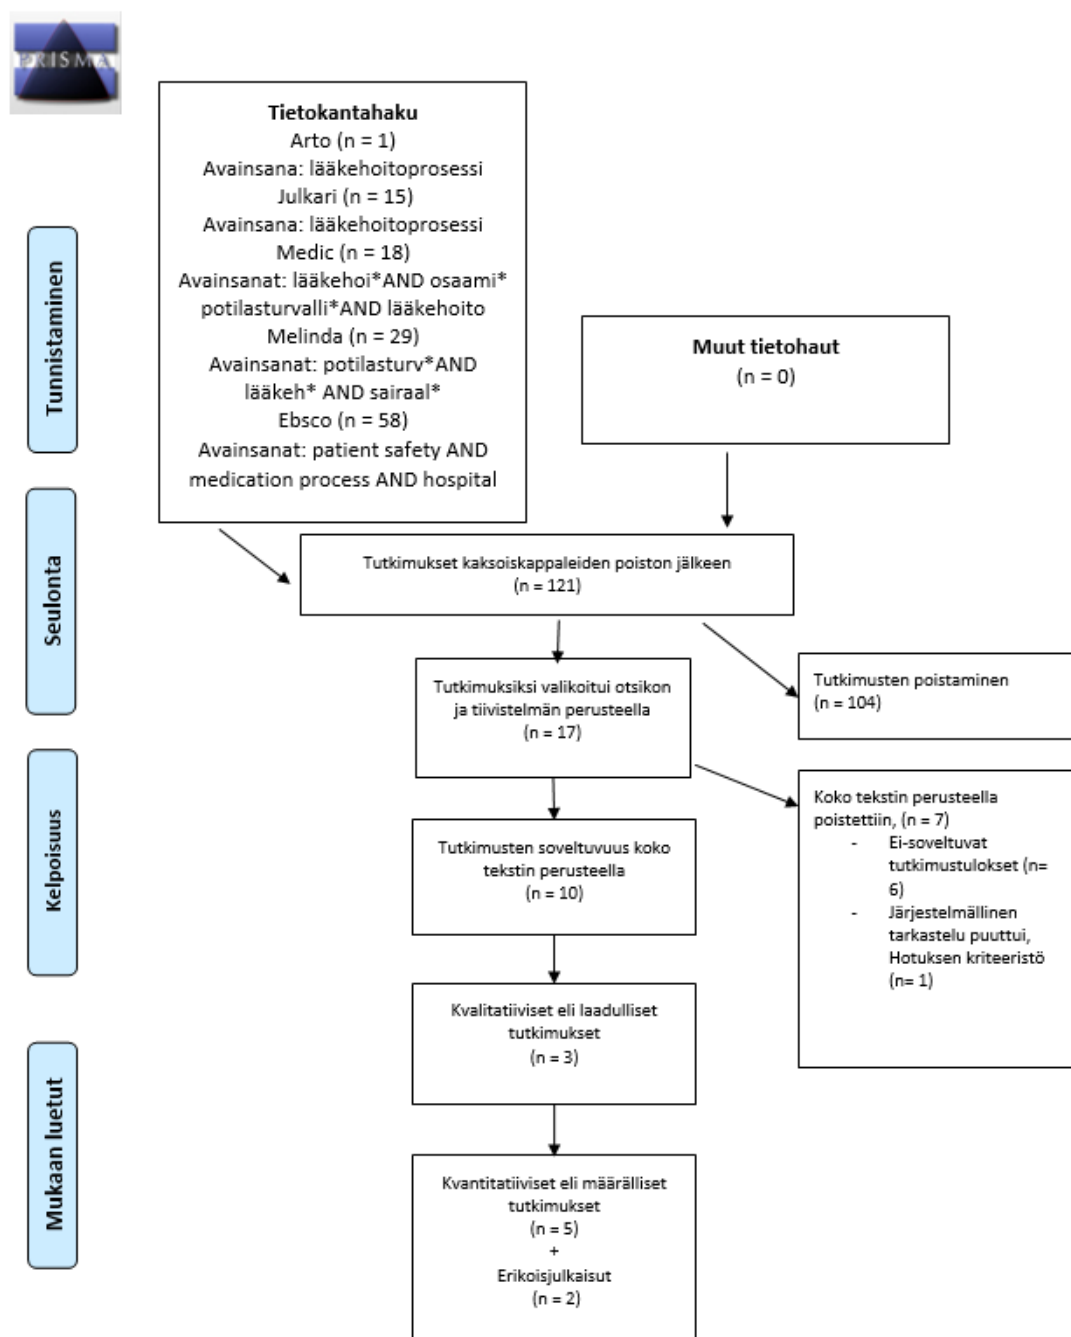 PRISMA
Tietokantahaku
Arto (n = 1)
Avainsana: lääkehoitoprosessi
Julkari (n = 15)
Avainsana: lääkehoitoprosessi
Medic (n = 18)
Avainsanat: lääkehoi*AND osaami*
potilasturvalli*AND lääkehoito
Melinda (n = 29)
Avainsanat: potilasturv*AND
lääkeh* AND sairaal*
Ebsco (n = 58)
Avainsanat: patient safety AND
medication process AND hospital
Tunnistaminen
Muut tietohaut
(n = 0)
Seulonta
Tutkimukset kaksoiskappaleiden poiston jälkeen
(n = 121)
Tutkimuksiksi valikoitui otsikon
ja tiivistelmän perusteella
(n = 17)
Tutkimusten poistaminen
(n = 104)
Kelpoisuus
Tutkimusten soveltuvuus koko
tekstin perusteella
(n = 10)
Koko tekstin perusteella
poistettiin, (n = 7)
- Ei-soveltuvat
tutkimustulokset (n=
6)
- Järjestelmällinen
tarkastelu puuttui,
Hotuksen kriteeristö
(n= 1)
Kvalitatiiviset eli laadulliset
tutkimukset
(n = 3)
Mukaan luetut
Kvantitatiiviset eli määrälliset
tutkimukset
(n = 5)
+
Erikoisjulkaisut
(n = 2)